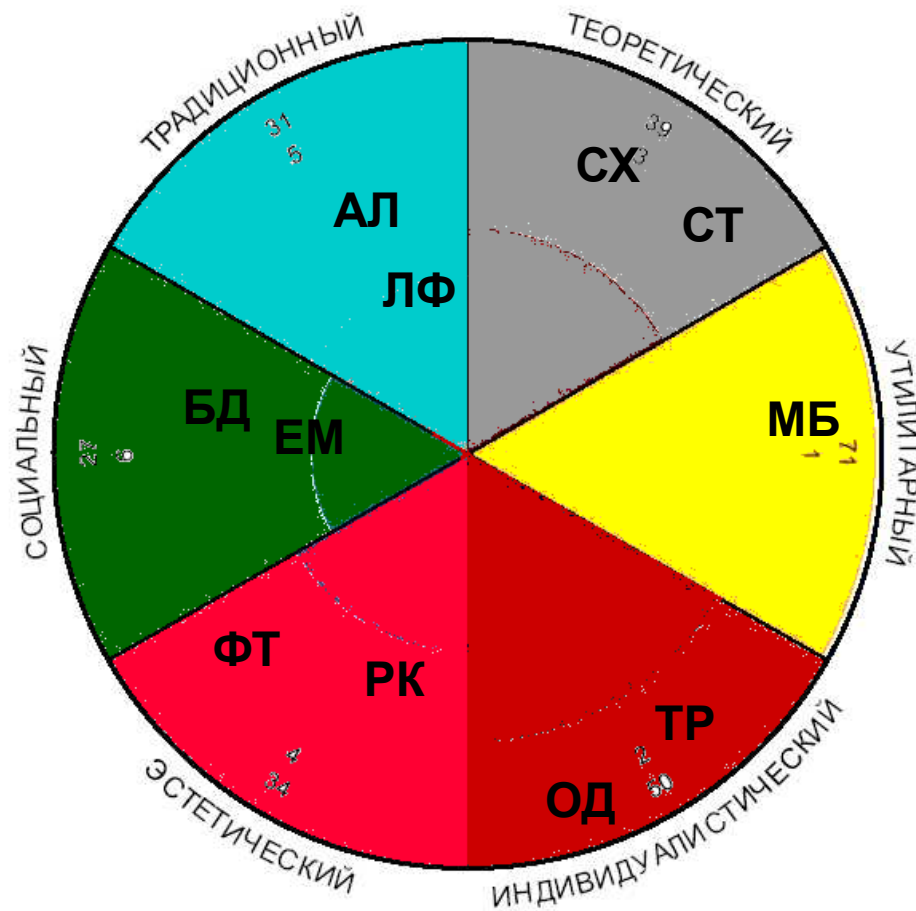 ТРАДИЦИОННЫЙ
ТЕОРЕТИЧЕСКИЙ
31
5
39
3
СХ
АЛ
СТ
ЛФ
СОЦИАЛЬНЫЙ
27
БД
ЕМ
МБ
1
71
УТИЛИТАРНЫЙ
ФТ
РК
ТР
ОД
4
34
2
60
ЭСТЕТИЧЕСКИЙ
ИНДИВИДУАЛИСТИЧЕСКИЙ